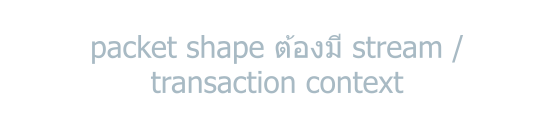 packet shape ต้องมี stream /
transaction context